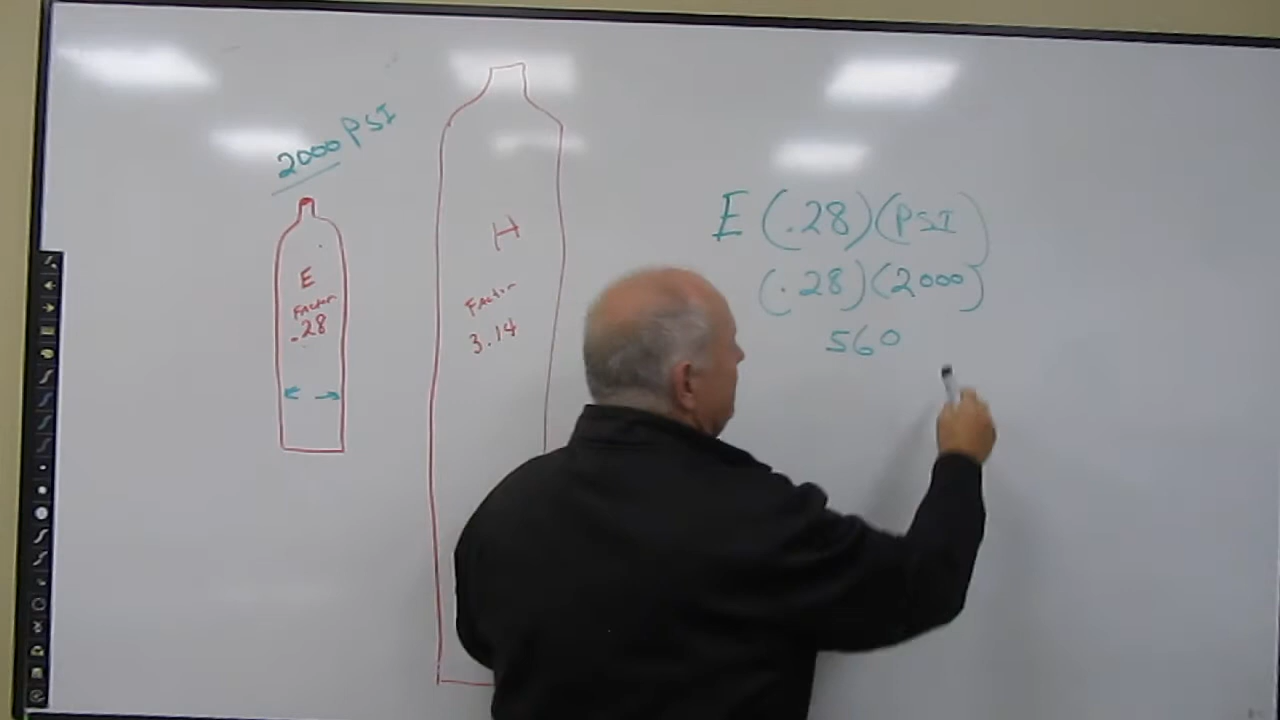 2000 PSI
E
Factor
.28
H
Factor
3.14
E (.28)(PSI)
(.28)(2000)
560